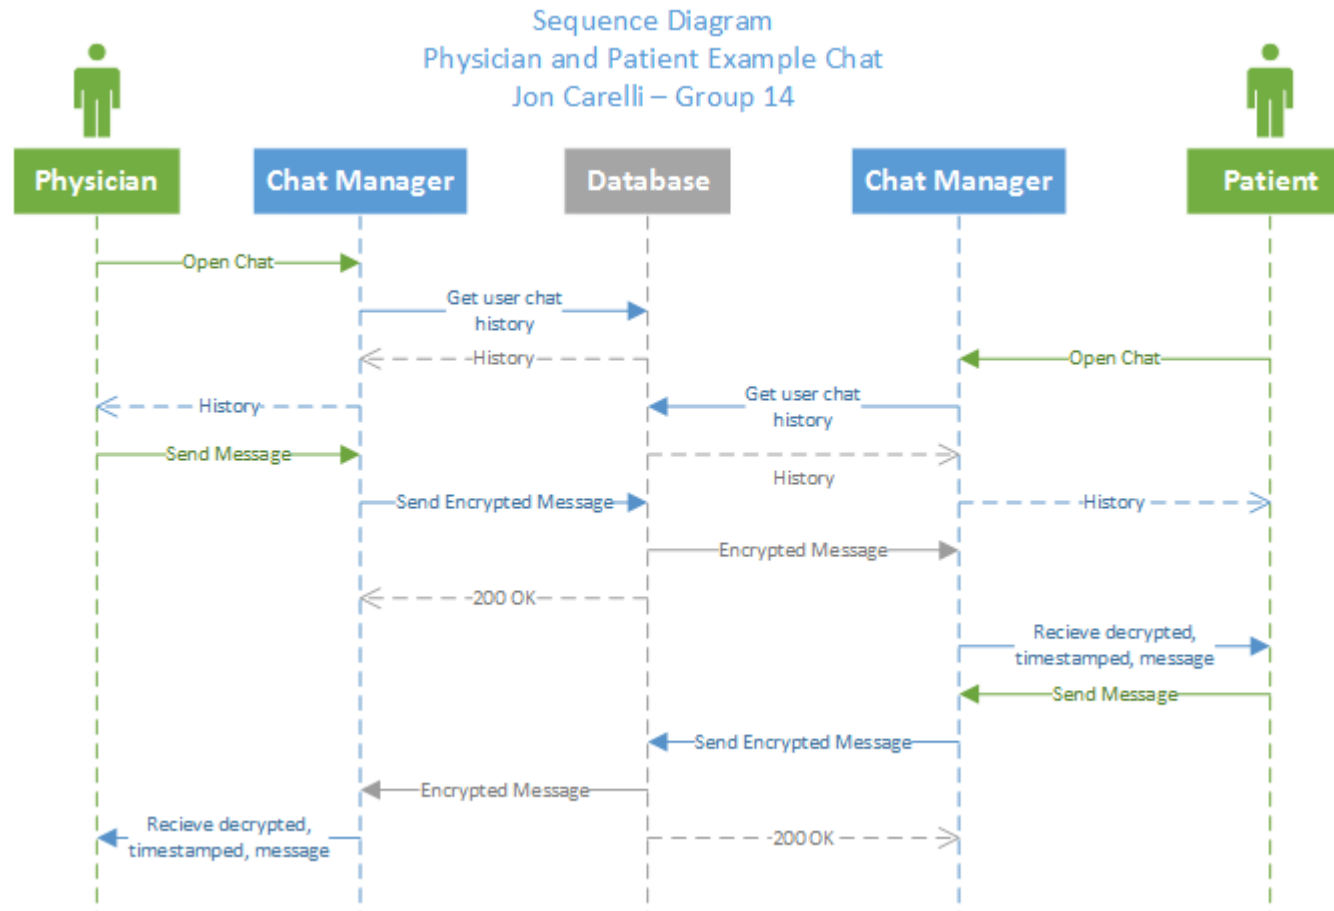 Sequence Diagram
Physician and Patient Example Chat
Jon Carelli – Group 14
Physician
Chat Manager
Database
Chat Manager
Patient
Open Chat
Get user chat
history
History
Open Chat
History
Get user chat
history
Send Message
History
Send Encrypted Message
History
Encrypted Message
200 OK
Recieve decrypted,
timestamped, message
Send Message
Send Encrypted Message
Encrypted Message
Recieve decrypted,
timestamped, message
200 OK